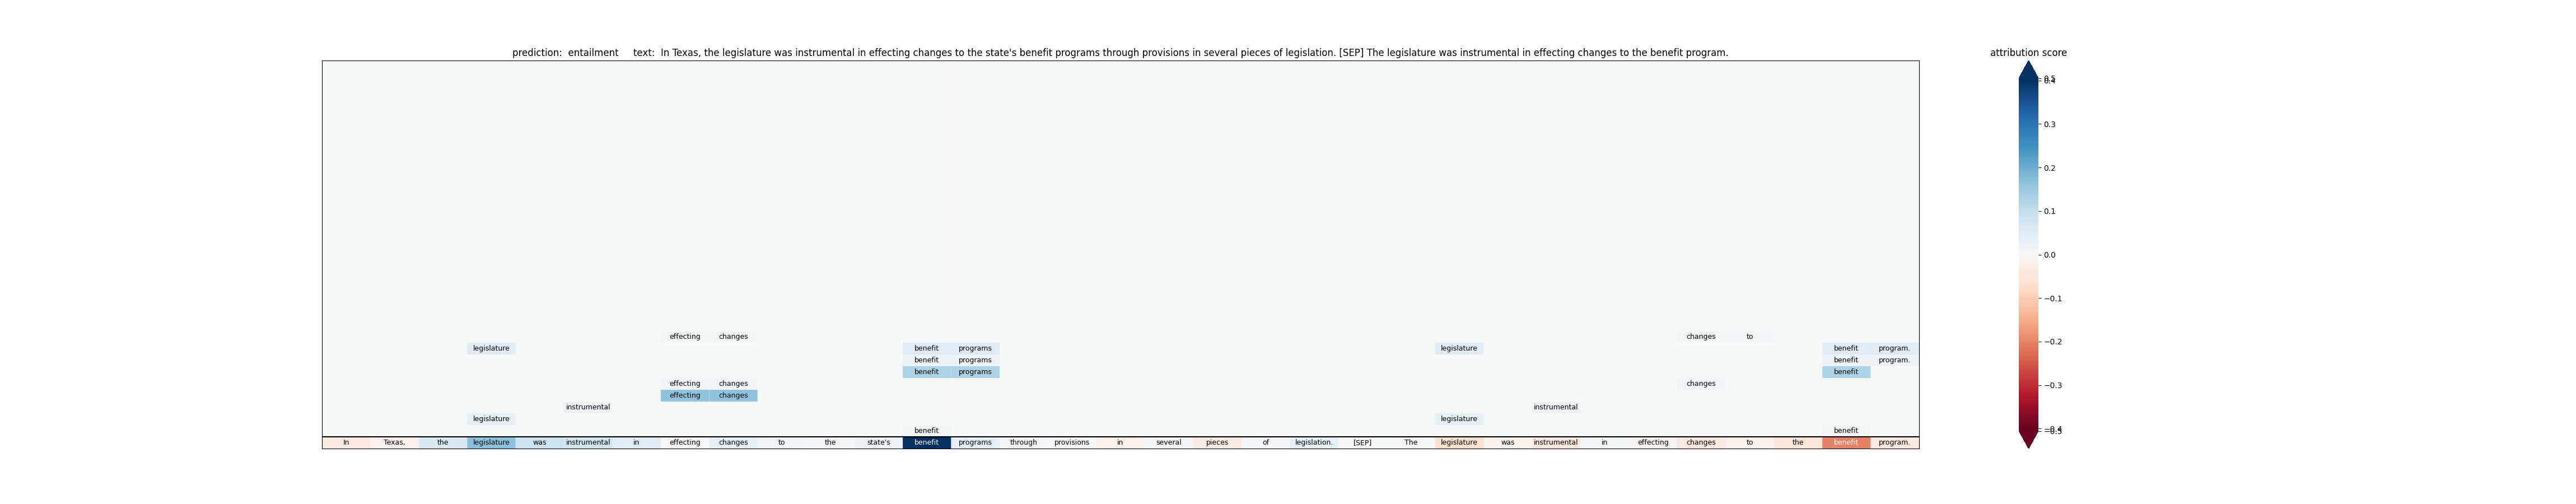 prediction:  entailment     text:  In Texas, the legislature was instrumental in effecting changes to the state's benefit programs through provisions in several pieces of legislation. [SEP] The legislature was instrumental in effecting changes to the benefit program.
effecting changes changes to
legislature benefit programs legislature benefit program.
benefit programs benefit program.
benefit programs benefit
effecting changes changes
effecting changes
instrumental instrumental
legislature legislature
benefit benefit
In Texas, the legislature was instrumental in effecting changes to the state's benefit programs through provisions in several pieces of legislation. [SEP] The legislature was instrumental in effecting changes to the benefit program.
attribution score
0.5
0.4
0.3
0.2
0.1
0.0
−0.1
−0.2
−0.3
−0.4
−0.5